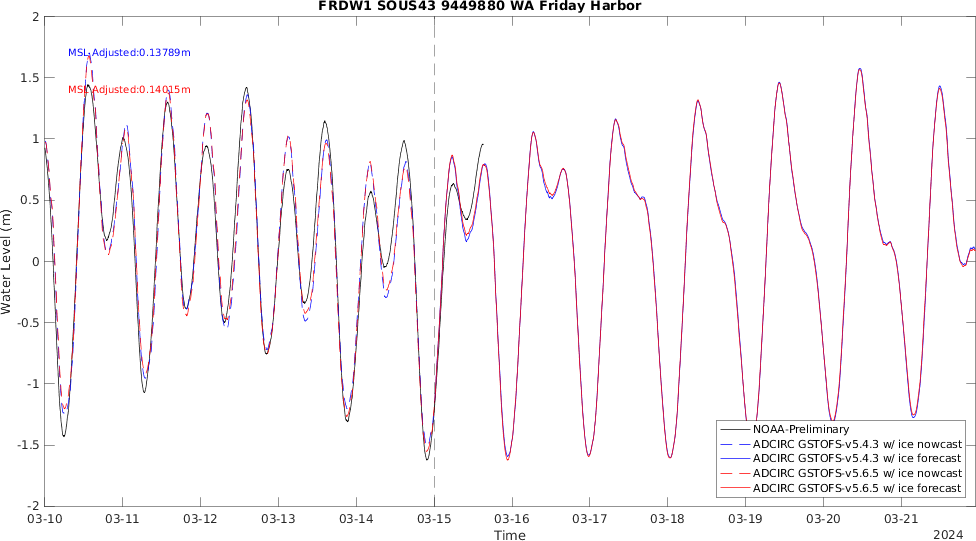 FRDW1 SOUS43 9449880 WA Friday Harbor
MSL Adjusted:0.13789m
MSL Adjusted:0.14015m
Water Level (m)
2
1.5
1
0.5
0
-0.5
-1
-1.5
-2
NOAA-Preliminary
ADCIRC GSTOFS-v5.4.3 w/ ice nowcast
ADCIRC GSTOFS-v5.4.3 w/ ice forecast
ADCIRC GSTOFS-v5.6.5 w/ ice nowcast
ADCIRC GSTOFS-v5.6.5 w/ ice forecast
03-10 03-11 03-12 03-13 03-14 03-15 03-16 03-17 03-18 03-19 03-20 03-21
Time
2024